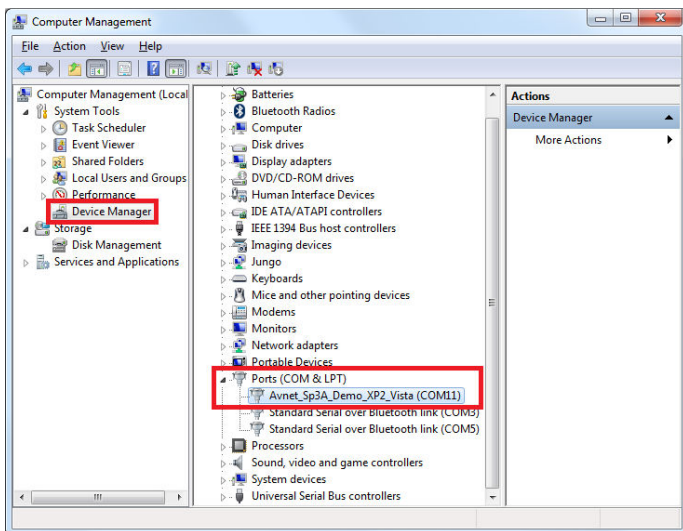 Computer Management
File Action View Help
Computer Management (Local
System Tools
Task Scheduler
Event Viewer
Shared Folders
Local Users and Groups
Performance
Device Manager
Storage
Disk Management
Services and Applications
Batteries
Bluetooth Radios
Computer
Disk drives
Display adapters
DVD/CD-ROM drives
Human Interface Devices
IDE ATA/ATAPI controllers
IEEE 1394 Bus host controllers
Imaging devices
Jungo
Keyboards
Mice and other pointing devices
Modems
Monitors
Network adapters
Portable Devices
Ports (COM & LPT)
Avnet_Sp3A_Demo_XP2_Vista (COM11)
Standard Serial over Bluetooth link (COM3)
Standard Serial over Bluetooth link (COM5)
Processors
Sound, video and game controllers
System devices
Universal Serial Bus controllers
Actions
Device Manager
More Actions